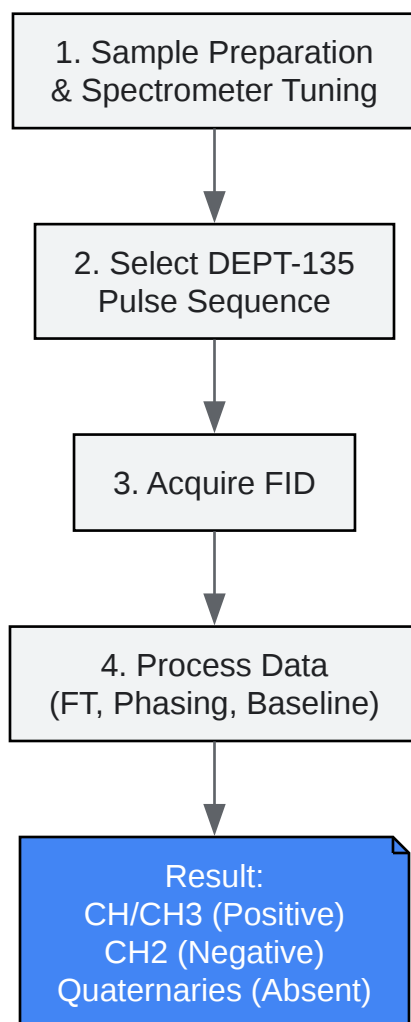 1. Sample Preparation
& Spectrometer Tuning
2. Select DEPT-135
Pulse Sequence
3. Acquire FID
4. Process Data
(FT, Phasing, Baseline)
Result:
CH/CH3 (Positive)
CH2 (Negative)
Quaternaries (Absent)